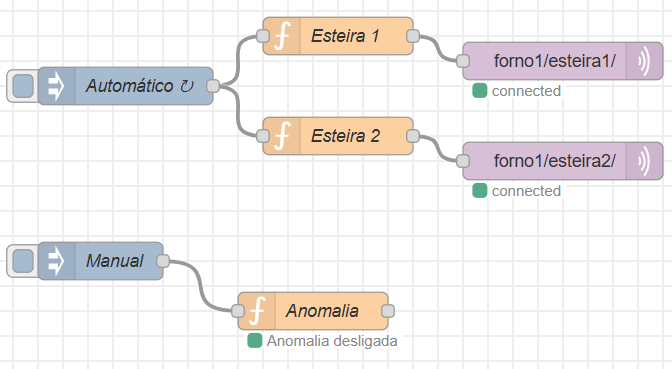 Esteira 1
forno1/esteira1/
connected
Automático ↻
Esteira 2
forno1/esteira2/
connected
Manual
Anomalia
Anomalia desligada